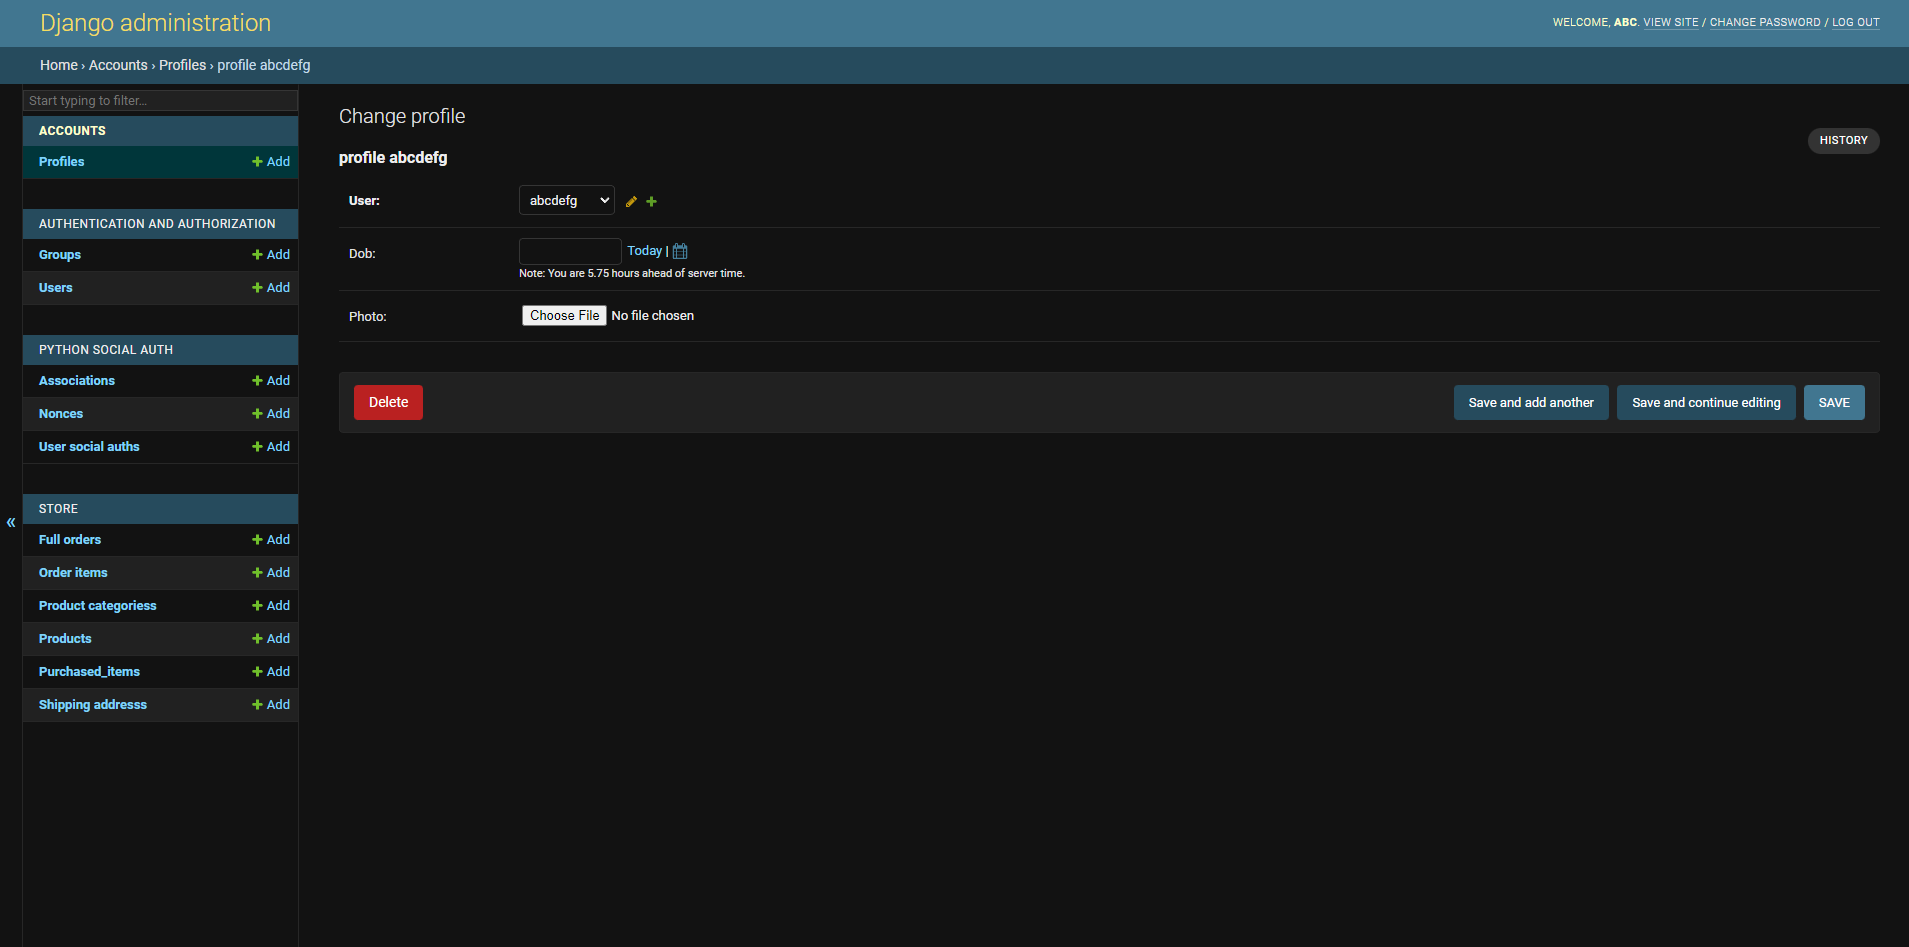 Django administration
WELCOME, ABC. VIEW SITE / CHANGE PASSWORD / LOG OUT
Home › Accounts › Profiles › profile abcdefg
Start typing to filter...
ACCOUNTS
Profiles + Add
AUTHENTICATION AND AUTHORIZATION
Groups + Add
Users + Add
PYTHON SOCIAL AUTH
Associations + Add
Nonces + Add
User social auths + Add
STORE
Full orders + Add
Order items + Add
Product categoriess + Add
Products + Add
Purchased_items + Add
Shipping addresss + Add
«
Change profile
HISTORY
profile abcdefg
User: abcdefg
Dob: Today |
Note: You are 5.75 hours ahead of server time.
Photo: Choose File No file chosen
Delete Save and add another Save and continue editing SAVE